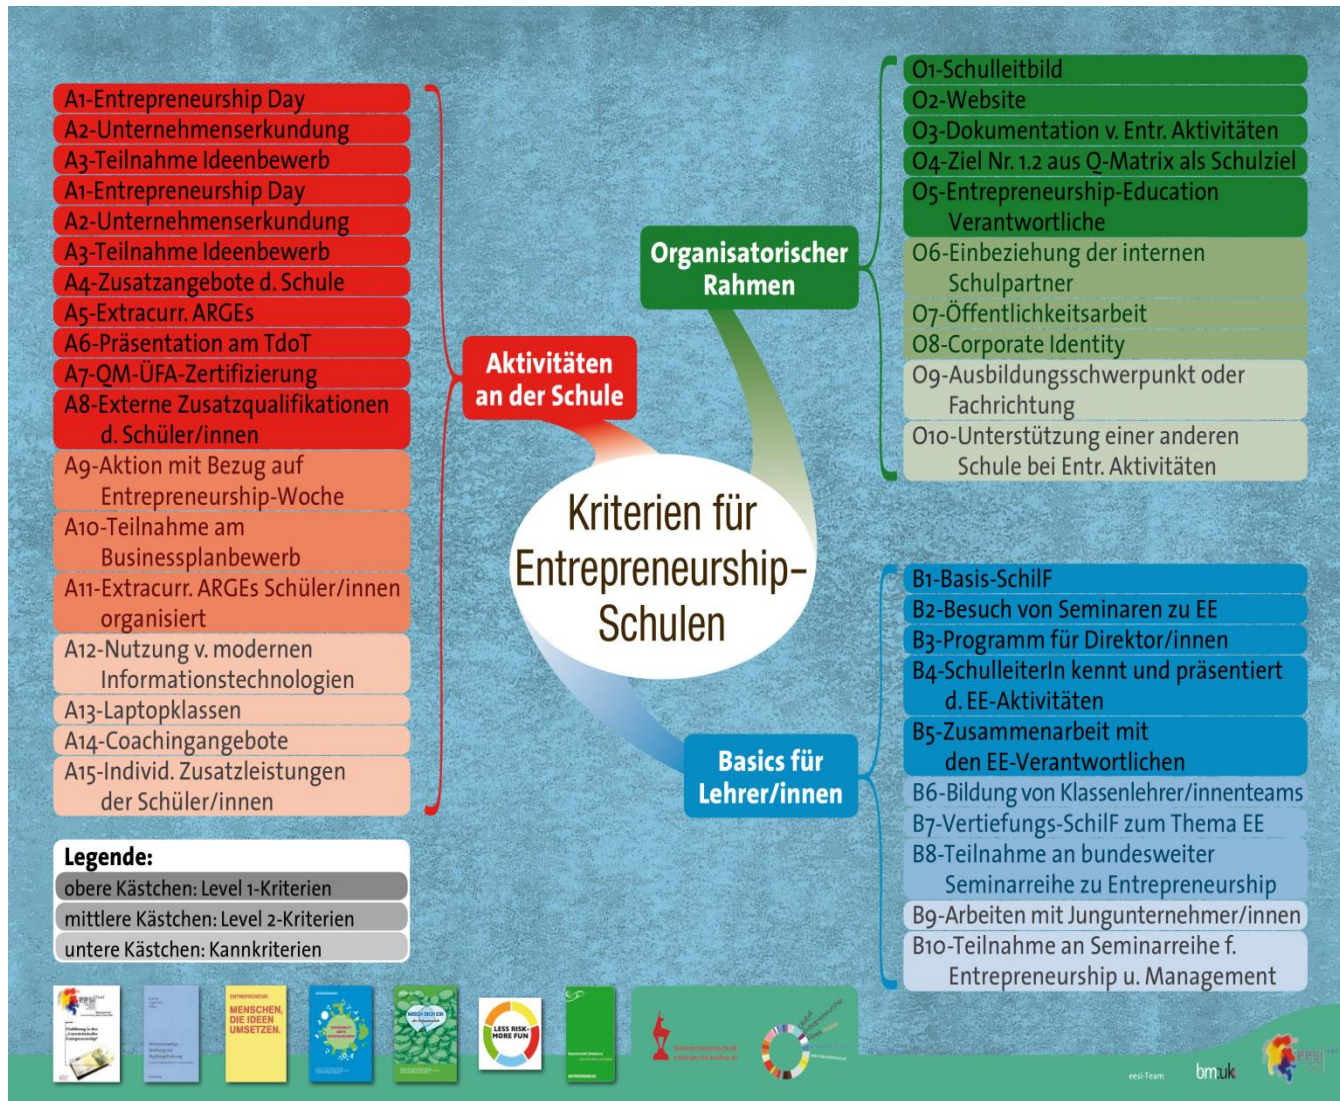 A1-Entrepreneurship Day
A2-Unternehmenserkundung
A3-Teilnahme Ideenbewerb
A1-Entrepreneurship Day
A2-Unternehmenserkundung
A3-Teilnahme Ideenbewerb
A4-Zusatzangebote d. Schule
A5-Extracurr. ARGEs
A6-Präsentation am TdoT
A7-QM-ÜFA-Zertifizierung
A8-Externe Zusatzqualifikationen
d. Schüler/innen
A9-Aktion mit Bezug auf
Entrepreneurship-Woche
A10-Teilnahme am
Businessplanbewerb
A11-Extracurr. ARGEs Schüler/innen
organisiert
A12-Nutzung v. modernen
Informationstechnologien
A13-Laptopklassen
A14-Coachingangebote
A15-Individ. Zusatzleistungen
der Schüler/innen
Aktivitäten
an der Schule
Kriterien für
Entrepreneurship-
Schulen
Organisatorischer
Rahmen
O1-Schulleitbild
O2-Website
O3-Dokumentation v. Entr. Aktivitäten
O4-Ziel Nr. 1.2 aus Q-Matrix als Schulziel
O5-Entrepreneurship-Education
Verantwortliche
O6-Einbeziehung der internen
Schulpartner
O7-Öffentlichkeitsarbeit
O8-Corporate Identity
O9-Ausbildungsschwerpunkt oder
Fachrichtung
O10-Unterstützung einer anderen
Schule bei Entr. Aktivitäten
Basics für
Lehrer/innen
B1-Basis-SchilF
B2-Besuch von Seminaren zu EE
B3-Programm für Direktor/innen
B4-SchulleiterIn kennt und präsentiert
d. EE-Aktivitäten
B5-Zusammenarbeit mit
den EE-Verantwortlichen
B6-Bildung von Klassenlehrer/innenteams
B7-Vertiefungs-SchilF zum Thema EE
B8-Teilnahme an bundesweiter
Seminarreihe zu Entrepreneurship
B9-Arbeiten mit Jungunternehmer/innen
B10-Teilnahme an Seminarreihe f.
Entrepreneurship u. Management
Legende:
obere Kästchen: Level 1-Kriterien
mittlere Kästchen: Level 2-Kriterien
untere Kästchen: Kannkriterien
eesi
ENTREPRENEUR:
MENSCHEN,
DIE IDEEN
UMSETZEN.
MISCH DICH EIN
LESS RISK-
MORE FUN
eesi-Team
bm:uk
eesi